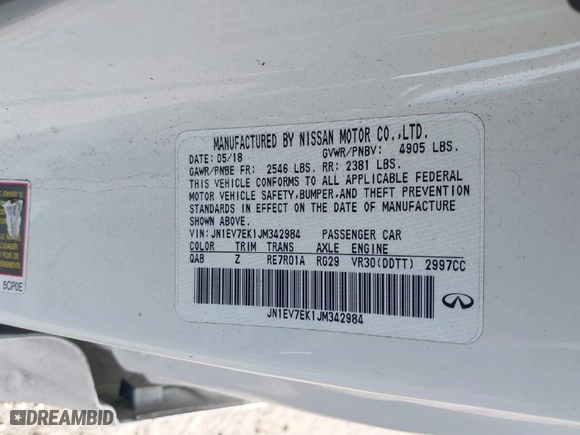 MANUFACTURED BY NISSAN MOTOR CO.,LTD.
DATE: 05/18 GVWR/PNBV: 4905 LBS.
GAWR/PNBE FR: 2546 LBS. RR: 2381 LBS.
THIS VEHICLE CONFORMS TO ALL APPLICABLE FEDERAL
MOTOR VEHICLE SAFETY,BUMPER,AND THEFT PREVENTION
STANDARDS IN EFFECT ON THE DATE OF MANUFACTURE
SHOWN ABOVE.
VIN: JN1EV7EK1JM342984 PASSENGER CAR
COLOR TRIM TRANS AXLE ENGINE
QAB Z RE7R01A RG29 VR30(DDTT) 2997CC
JN1EV7EK1JM342984
5CP0E
DREAMBID